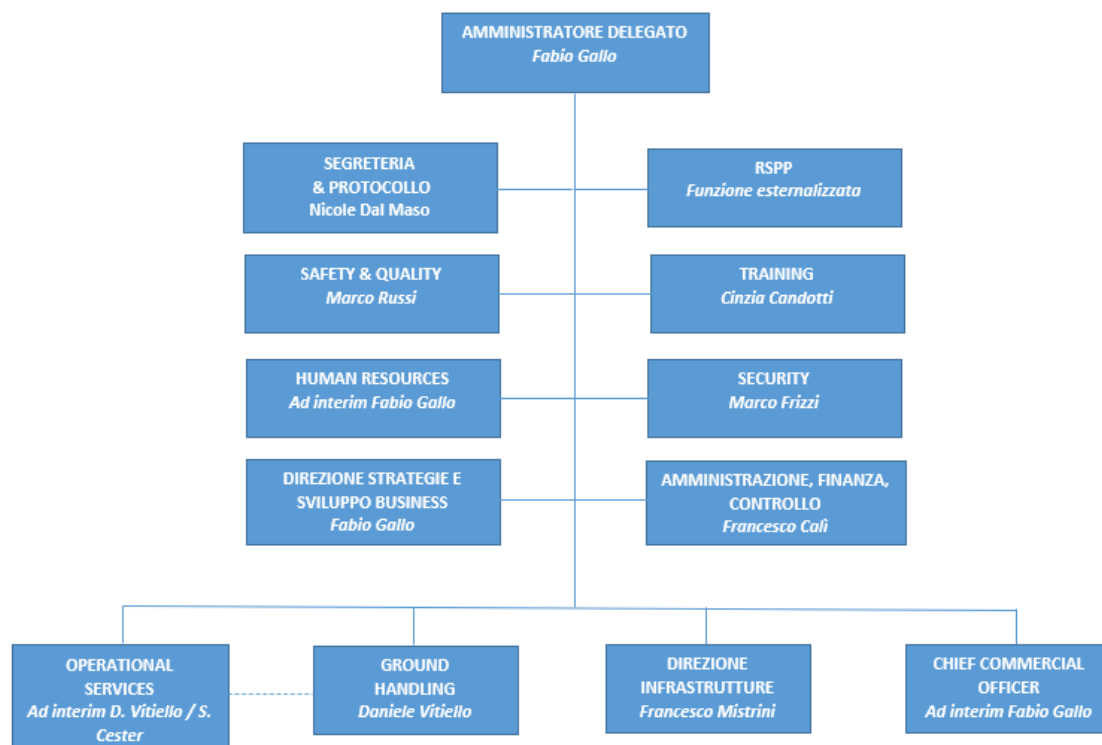 AMMINISTRATORE DELEGATO
Fabio Gallo
SEGRETERIA
& PROTOCOLLO
Nicole Dal Maso
RSPP
Funzione esternalizzata
SAFETY & QUALITY
Marco Russi
TRAINING
Cinzia Candotti
HUMAN RESOURCES
Ad interim Fabio Gallo
SECURITY
Marco Frizzi
DIREZIONE STRATEGIE E
SVILUPPO BUSINESS
Fabio Gallo
AMMINISTRAZIONE, FINANZA,
CONTROLLO
Francesco Calì
OPERATIONAL
SERVICES
Ad interim D. Vitiello / S.
Cester
GROUND
HANDLING
Daniele Vitiello
DIREZIONE
INFRASTRUTTURE
Francesco Mistrini
CHIEF COMMERCIAL
OFFICER
Ad interim Fabio Gallo